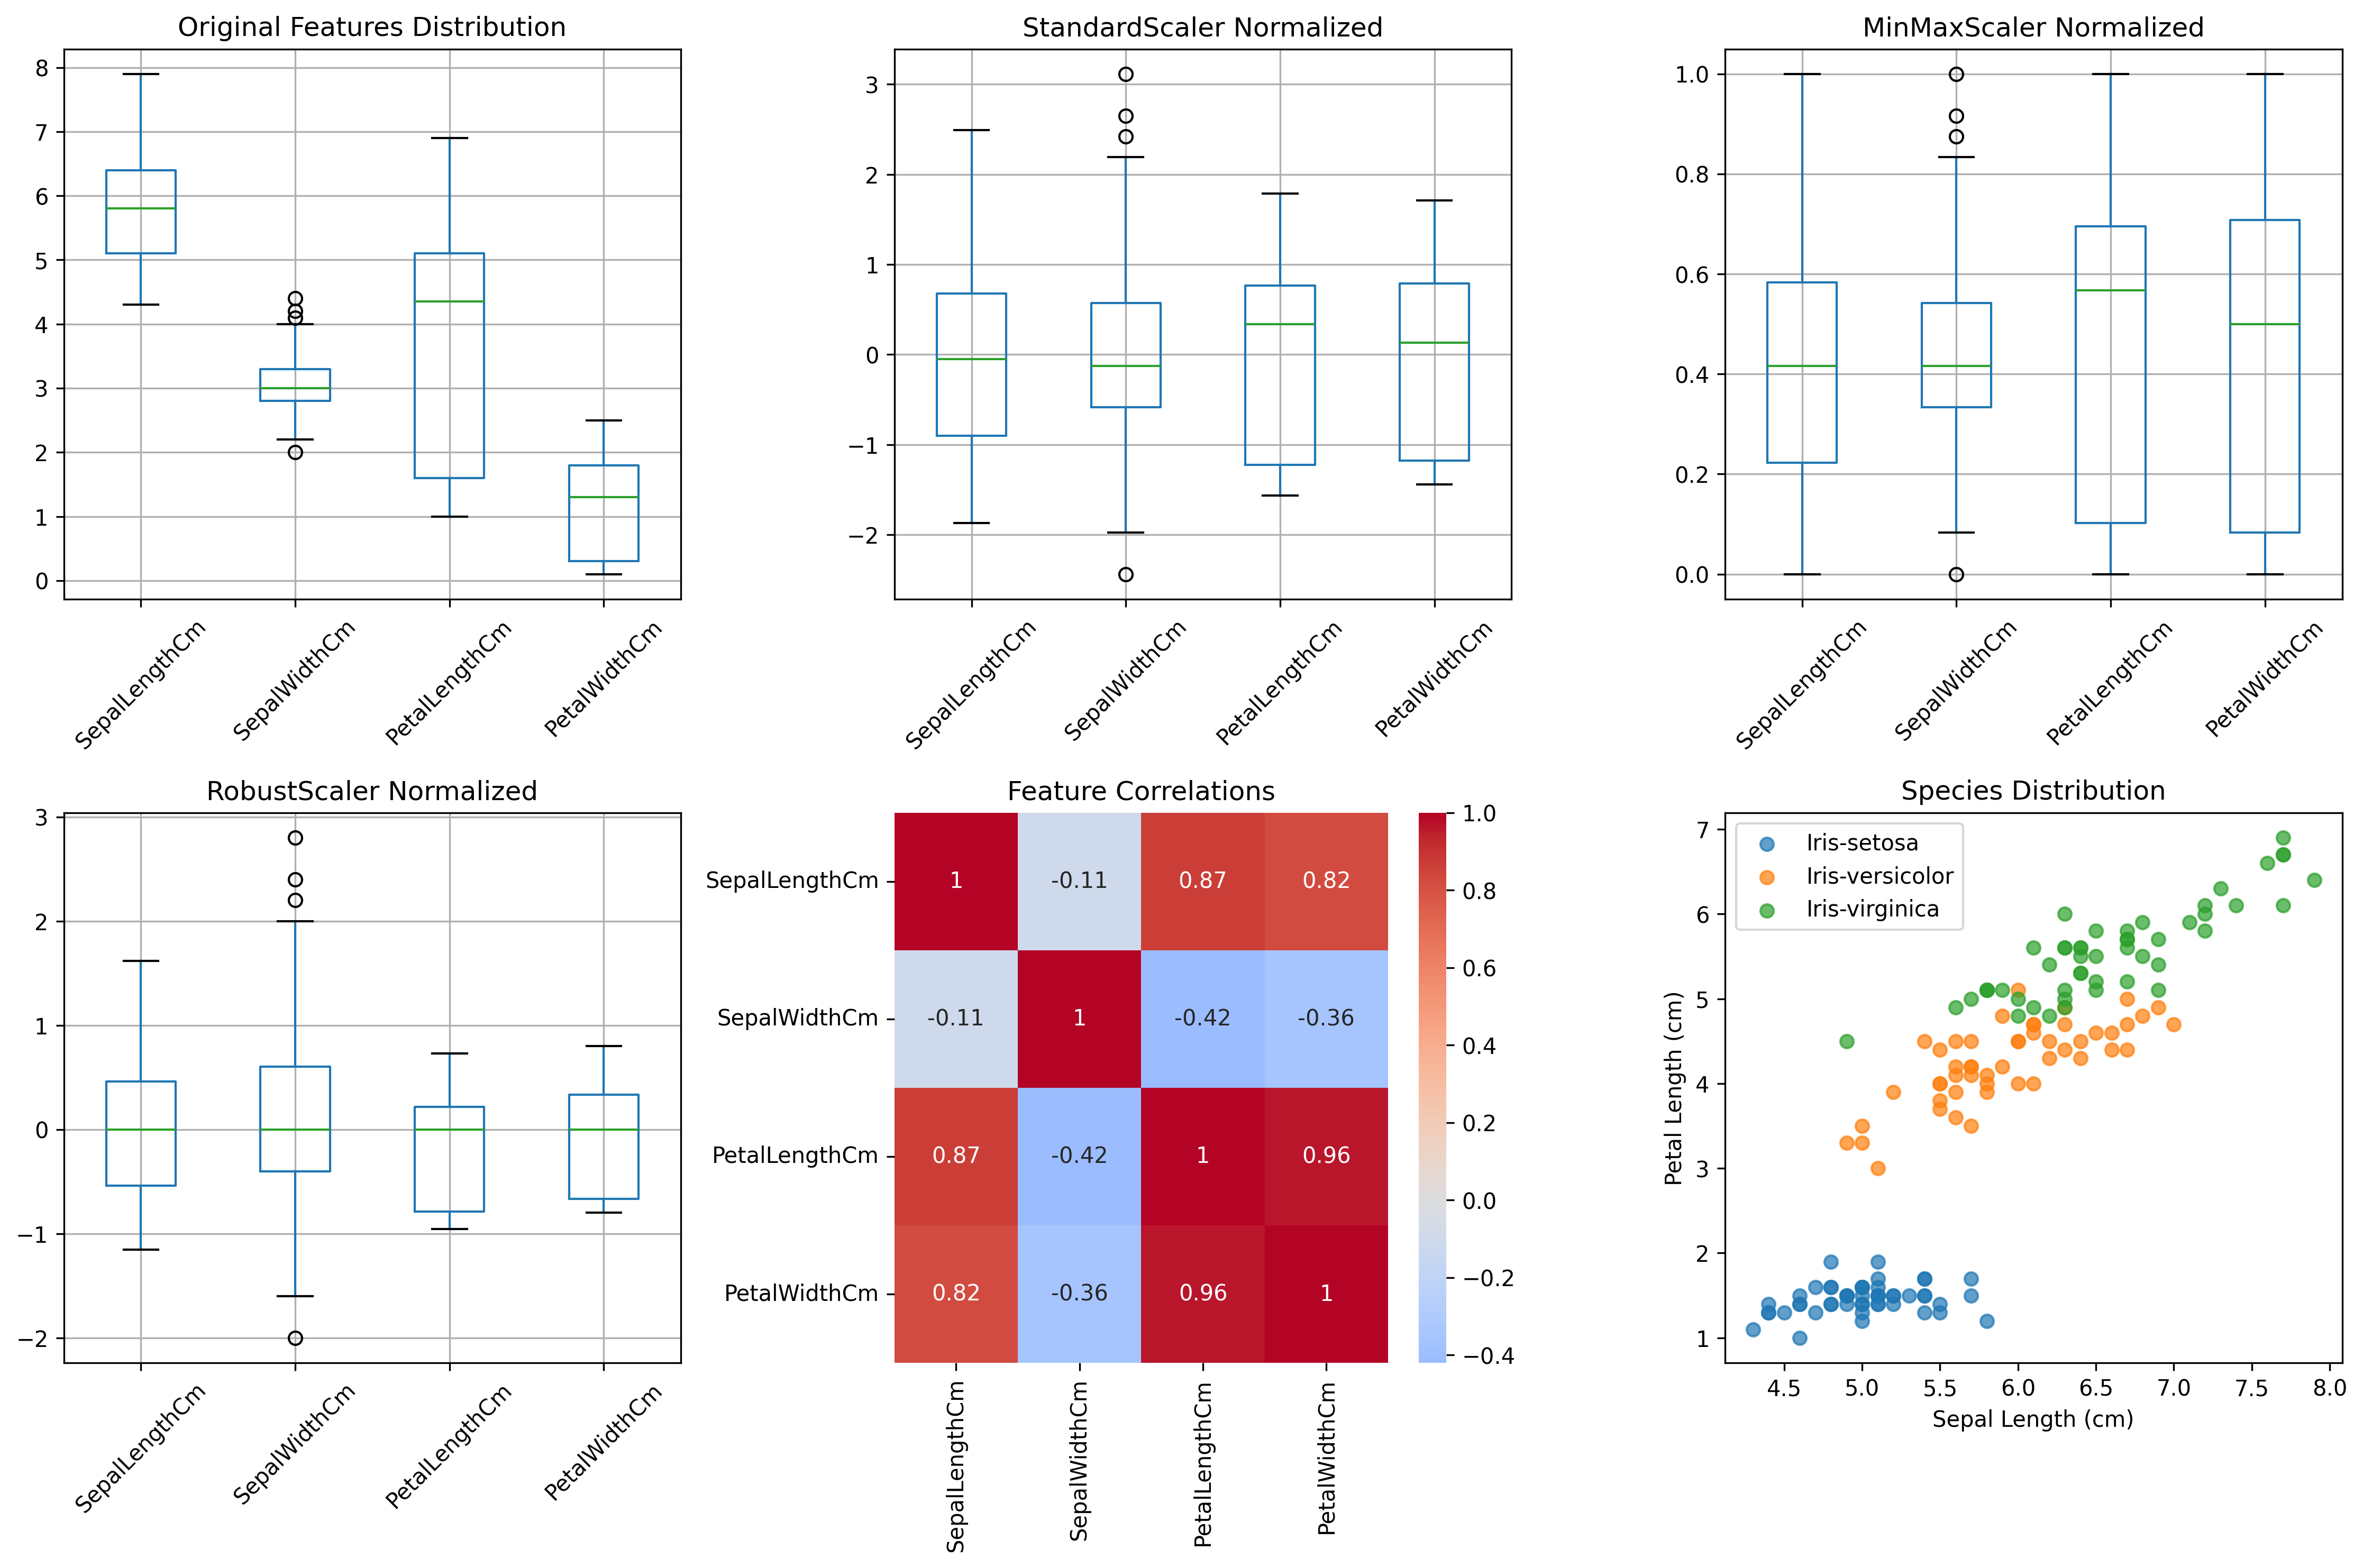 Original Features Distribution
8
7
6
5
4
3
2
1
0
SepalLengthCm
SepalWidthCm
PetalLengthCm
PetalWidthCm
StandardScaler Normalized
3
2
1
0
−1
−2
SepalLengthCm
SepalWidthCm
PetalLengthCm
PetalWidthCm
MinMaxScaler Normalized
1.0
0.8
0.6
0.4
0.2
0.0
SepalLengthCm
SepalWidthCm
PetalLengthCm
PetalWidthCm
RobustScaler Normalized
3
2
1
0
−1
−2
SepalLengthCm
SepalWidthCm
PetalLengthCm
PetalWidthCm
Feature Correlations
SepalLengthCm 1 -0.11 0.87 0.82
SepalWidthCm -0.11 1 -0.42 -0.36
PetalLengthCm 0.87 -0.42 1 0.96
PetalWidthCm 0.82 -0.36 0.96 1
SepalLengthCm
SepalWidthCm
PetalLengthCm
PetalWidthCm
1.0
0.8
0.6
0.4
0.2
0.0
−0.2
−0.4
Species Distribution
Iris-setosa
Iris-versicolor
Iris-virginica
Petal Length (cm)
7
6
5
4
3
2
1
4.5 5.0 5.5 6.0 6.5 7.0 7.5 8.0
Sepal Length (cm)